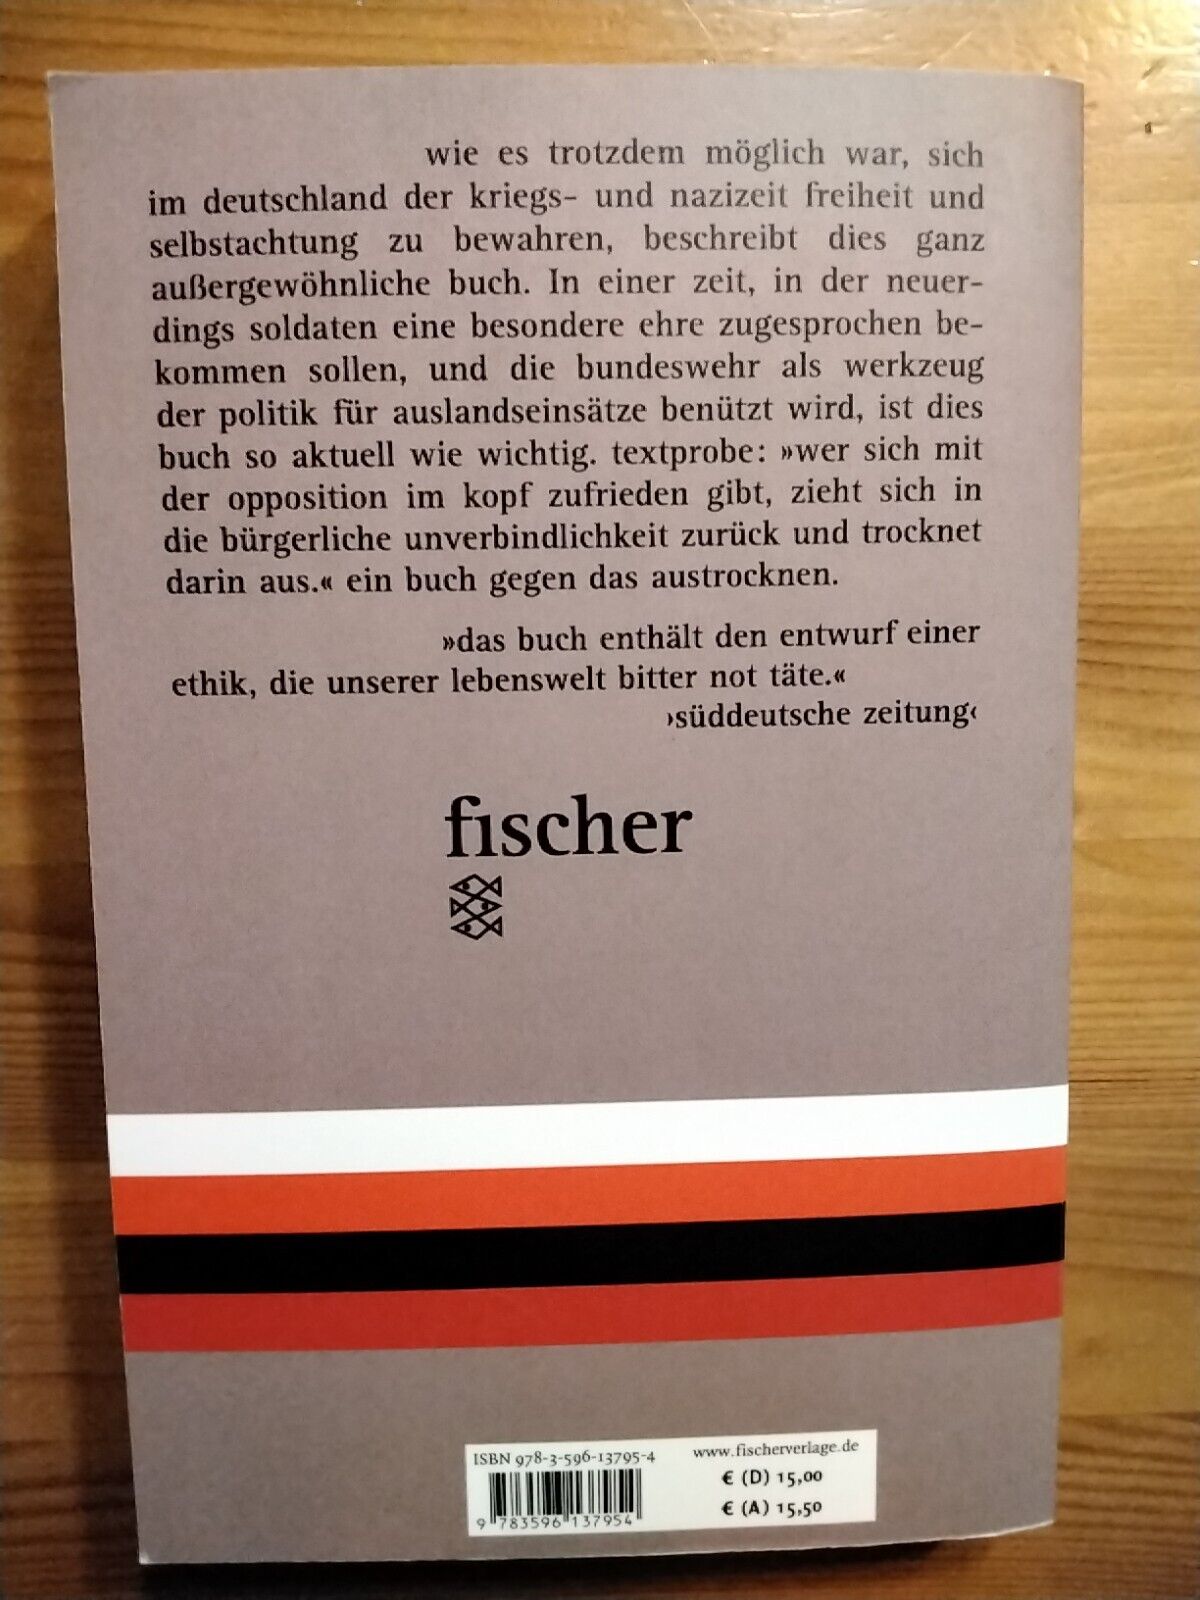 wie es trotzdem möglich war, sich
im deutschland der kriegs- und nazizeit freiheit und
selbstachtung zu bewahren, beschreibt dies ganz
außergewöhnliche buch. In einer zeit, in der neuer-
dings soldaten eine besondere ehre zugesprochen be-
kommen sollen, und die bundeswehr als werkzeug
der politik für auslandseinsätze benützt wird, ist dies
buch so aktuell wie wichtig. textprobe: »wer sich mit
der opposition im kopf zufrieden gibt, zieht sich in
die bürgerliche unverbindlichkeit zurück und trocknet
darin aus.« ein buch gegen das austrocknen.
»das buch enthält den entwurf einer
ethik, die unserer lebenswelt bitter not täte.«
›süddeutsche zeitung‹
fischer
ISBN 978-3-596-13795-4
9 783596 137954
www.fischerverlage.de
€ (D) 15,00
€ (A) 15,50